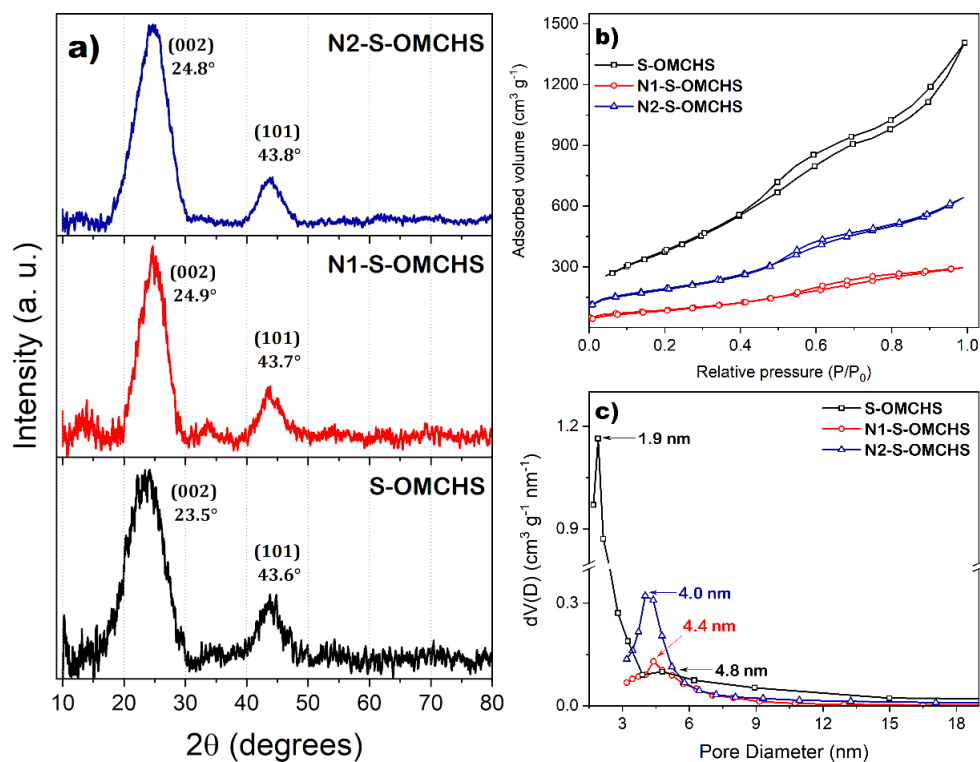 a)
N2-S-OMCHS
(002)
24.8°
(101)
43.8°
N1-S-OMCHS
(002)
24.9°
(101)
43.7°
S-OMCHS
(002)
23.5°
(101)
43.6°
Intensity (a. u.)
10 20 30 40 50 60 70 80
2θ (degrees)
b)
S-OMCHS
N1-S-OMCHS
N2-S-OMCHS
Adsorbed volume (cm³ g⁻¹)
1500
1200
900
600
300
0.0 0.2 0.4 0.6 0.8 1.0
Relative pressure (P/P₀)
c)
S-OMCHS
N1-S-OMCHS
N2-S-OMCHS
1.9 nm
4.0 nm
4.4 nm
4.8 nm
dV(D) (cm³ g⁻¹ nm⁻¹)
1.2
0.9
0.3
0.0
3 6 9 12 15 18
Pore Diameter (nm)